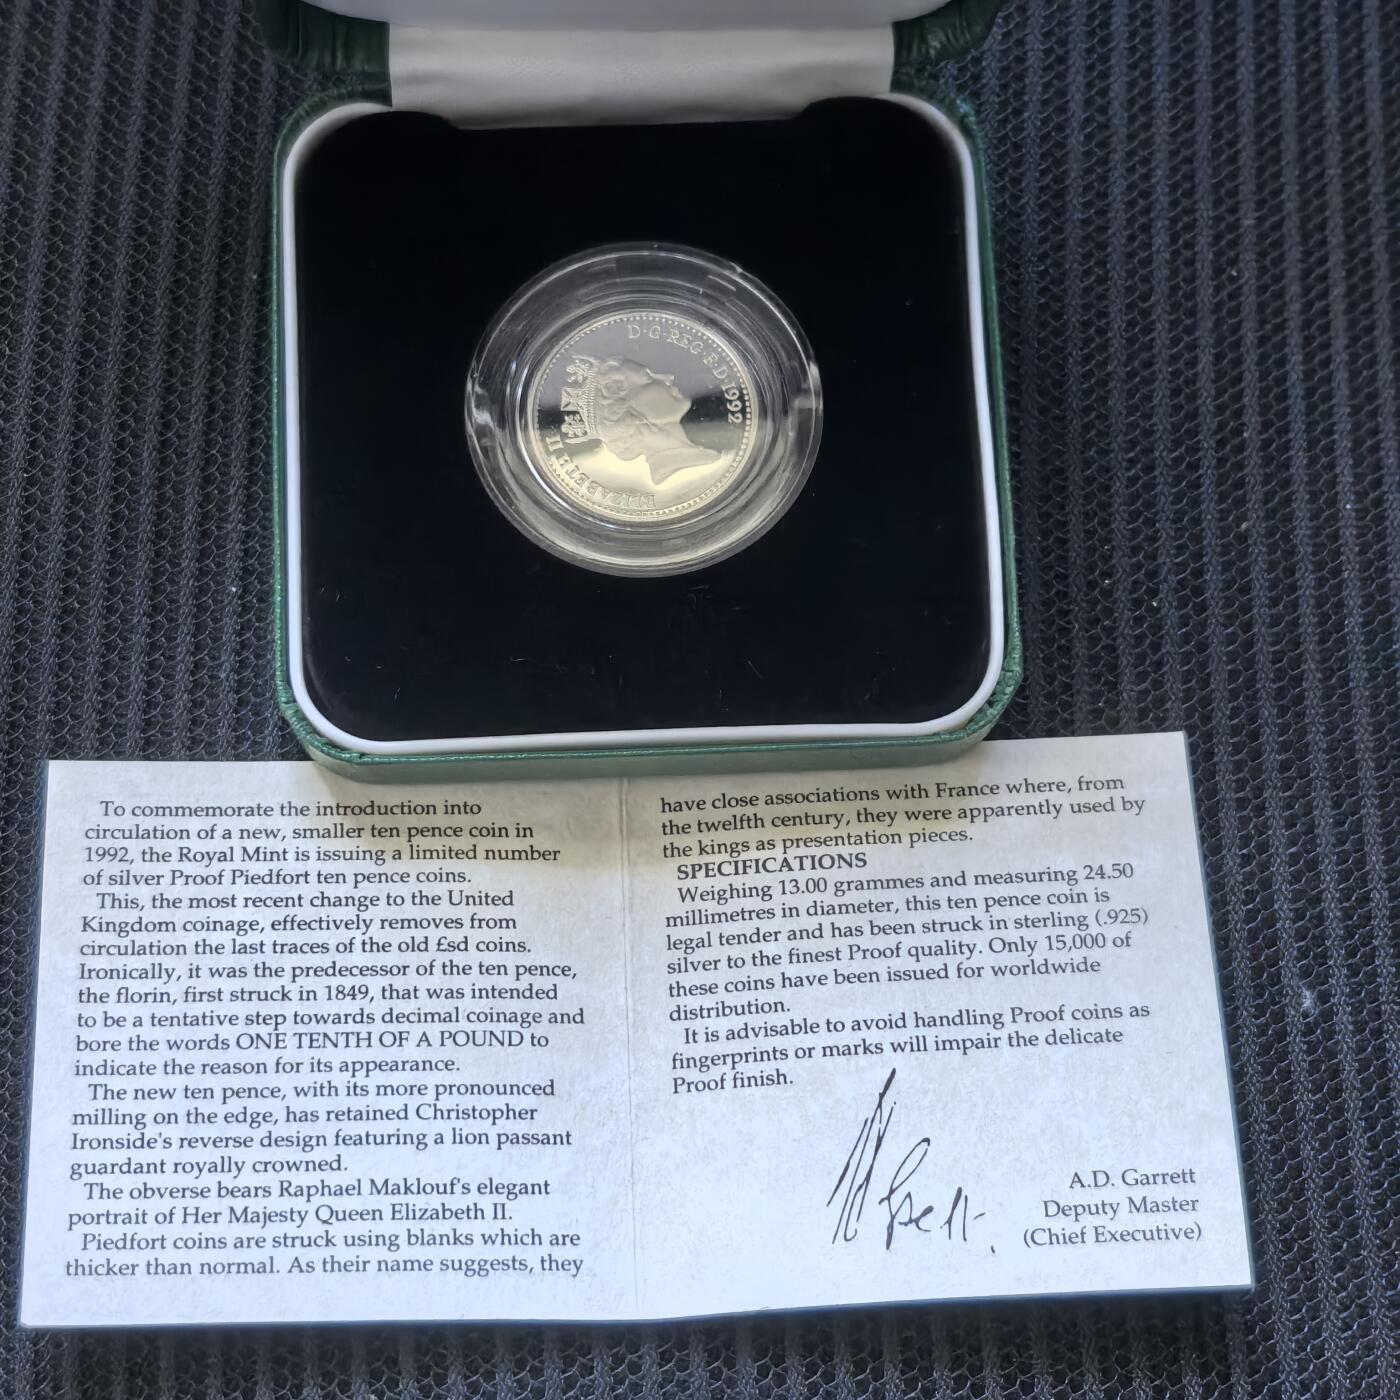 ELIZABETH II D·G·REG·F·D·1992
To commemorate the introduction into
circulation of a new, smaller ten pence coin in
1992, the Royal Mint is issuing a limited number
of silver Proof Piedfort ten pence coins.
This, the most recent change to the United
Kingdom coinage, effectively removes from
circulation the last traces of the old £sd coins.
Ironically, it was the predecessor of the ten pence,
the florin, first struck in 1849, that was intended
to be a tentative step towards decimal coinage and
bore the words ONE TENTH OF A POUND to
indicate the reason for its appearance.
The new ten pence, with its more pronounced
milling on the edge, has retained Christopher
Ironside's reverse design featuring a lion passant
guardant royally crowned.
The obverse bears Raphael Maklouf's elegant
portrait of Her Majesty Queen Elizabeth II.
Piedfort coins are struck using blanks which are
thicker than normal. As their name suggests, they
have close associations with France where, from
the twelfth century, they were apparently used by
the kings as presentation pieces.
SPECIFICATIONS
Weighing 13.00 grammes and measuring 24.50
millimetres in diameter, this ten pence coin is
legal tender and has been struck in sterling (.925)
silver to the finest Proof quality. Only 15,000 of
these coins have been issued for worldwide
distribution.
It is advisable to avoid handling Proof coins as
fingerprints or marks will impair the delicate
Proof finish.
A.D. Garrett
Deputy Master
(Chief Executive)